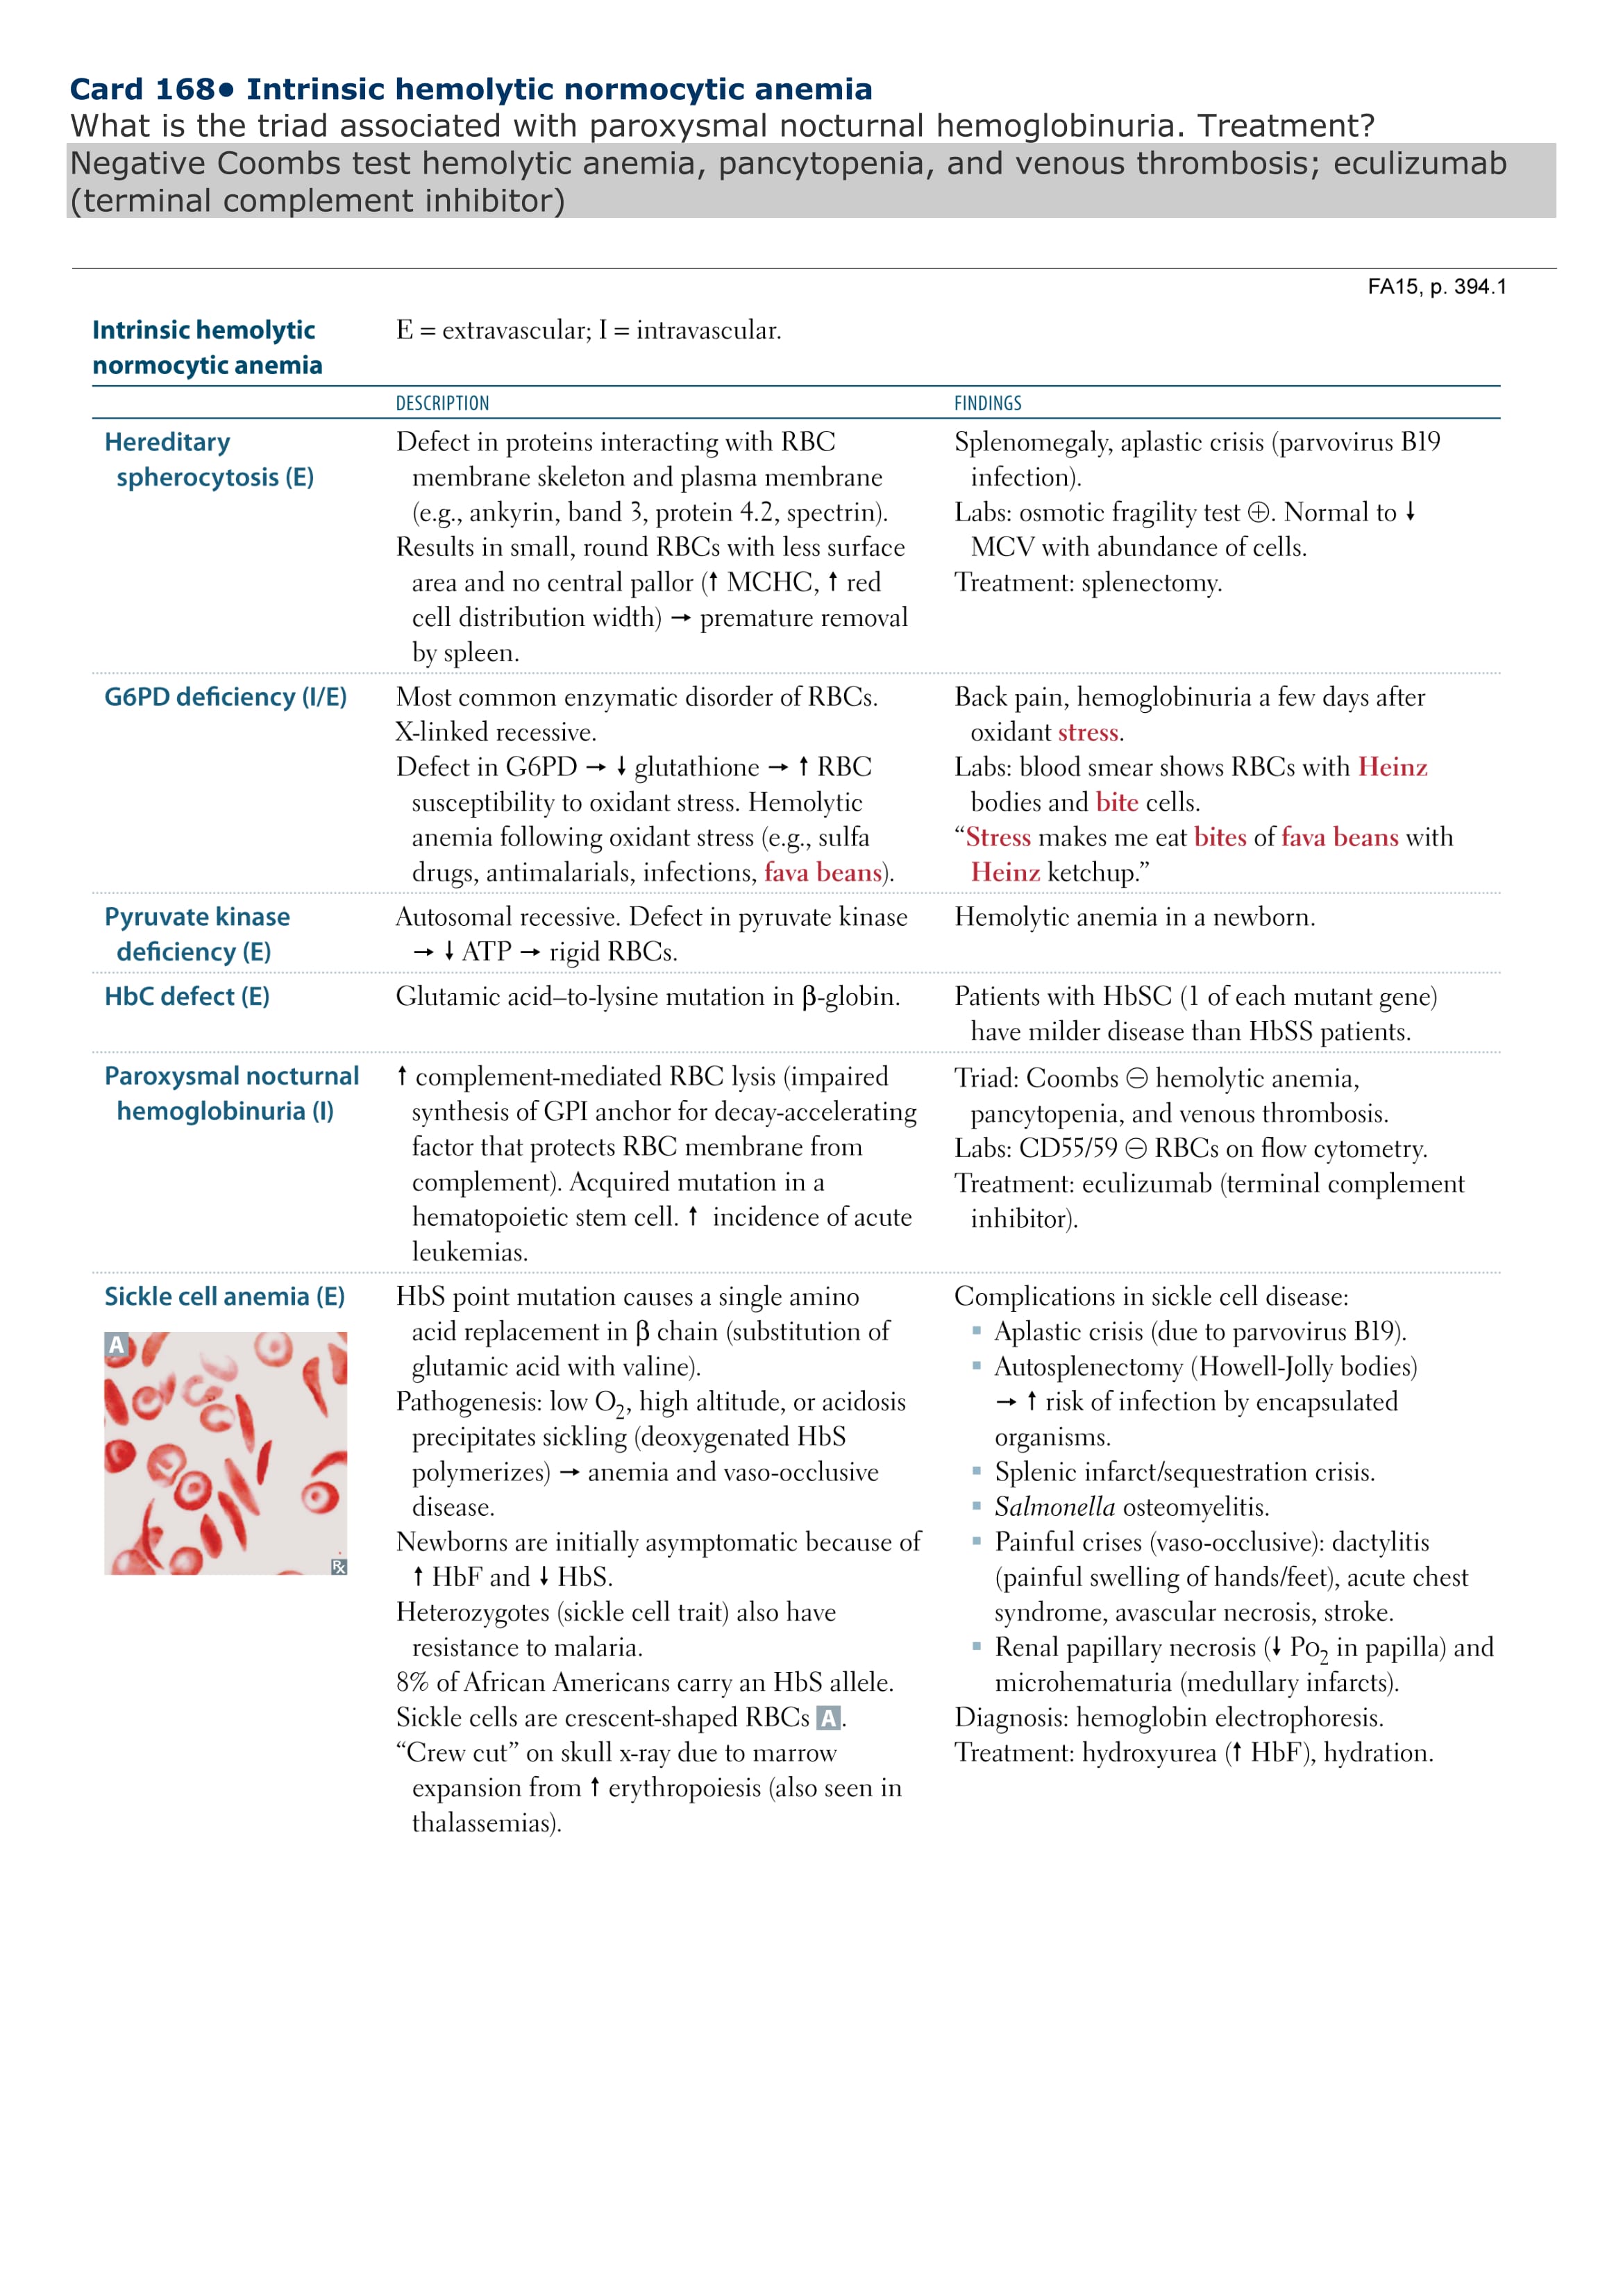 Card 168● Intrinsic hemolytic normocytic anemia
What is the triad associated with paroxysmal nocturnal hemoglobinuria. Treatment?
Negative Coombs test hemolytic anemia, pancytopenia, and venous thrombosis; eculizumab
(terminal complement inhibitor)
FA15, p. 394.1
Intrinsic hemolytic
normocytic anemia
E = extravascular; I = intravascular.
DESCRIPTION
FINDINGS
Hereditary
spherocytosis (E)
Defect in proteins interacting with RBC
membrane skeleton and plasma membrane
(e.g., ankyrin, band 3, protein 4.2, spectrin).
Results in small, round RBCs with less surface
area and no central pallor (↑ MCHC, ↑ red
cell distribution width) → premature removal
by spleen.
Splenomegaly, aplastic crisis (parvovirus B19
infection).
Labs: osmotic fragility test ⊕. Normal to ↓
MCV with abundance of cells.
Treatment: splenectomy.
G6PD deficiency (I/E)
Most common enzymatic disorder of RBCs.
X-linked recessive.
Defect in G6PD → ↓ glutathione → ↑ RBC
susceptibility to oxidant stress. Hemolytic
anemia following oxidant stress (e.g., sulfa
drugs, antimalarials, infections, fava beans).
Back pain, hemoglobinuria a few days after
oxidant stress.
Labs: blood smear shows RBCs with Heinz
bodies and bite cells.
“Stress makes me eat bites of fava beans with
Heinz ketchup.”
Pyruvate kinase
deficiency (E)
Autosomal recessive. Defect in pyruvate kinase
→ ↓ ATP → rigid RBCs.
Hemolytic anemia in a newborn.
HbC defect (E)
Glutamic acid–to-lysine mutation in β-globin.
Patients with HbSC (1 of each mutant gene)
have milder disease than HbSS patients.
Paroxysmal nocturnal
hemoglobinuria (I)
↑ complement-mediated RBC lysis (impaired
synthesis of GPI anchor for decay-accelerating
factor that protects RBC membrane from
complement). Acquired mutation in a
hematopoietic stem cell. ↑ incidence of acute
leukemias.
Triad: Coombs ⊖ hemolytic anemia,
pancytopenia, and venous thrombosis.
Labs: CD55/59 ⊖ RBCs on flow cytometry.
Treatment: eculizumab (terminal complement
inhibitor).
Sickle cell anemia (E)
A
Rx
HbS point mutation causes a single amino
acid replacement in β chain (substitution of
glutamic acid with valine).
Pathogenesis: low O₂, high altitude, or acidosis
precipitates sickling (deoxygenated HbS
polymerizes) → anemia and vaso-occlusive
disease.
Newborns are initially asymptomatic because of
↑ HbF and ↓ HbS.
Heterozygotes (sickle cell trait) also have
resistance to malaria.
8% of African Americans carry an HbS allele.
Sickle cells are crescent-shaped RBCs A.
“Crew cut” on skull x-ray due to marrow
expansion from ↑ erythropoiesis (also seen in
thalassemias).
Complications in sickle cell disease:
▪ Aplastic crisis (due to parvovirus B19).
▪ Autosplenectomy (Howell-Jolly bodies)
→ ↑ risk of infection by encapsulated
organisms.
▪ Splenic infarct/sequestration crisis.
▪ Salmonella osteomyelitis.
▪ Painful crises (vaso-occlusive): dactylitis
(painful swelling of hands/feet), acute chest
syndrome, avascular necrosis, stroke.
▪ Renal papillary necrosis (↓ PO₂ in papilla) and
microhematuria (medullary infarcts).
Diagnosis: hemoglobin electrophoresis.
Treatment: hydroxyurea (↑ HbF), hydration.